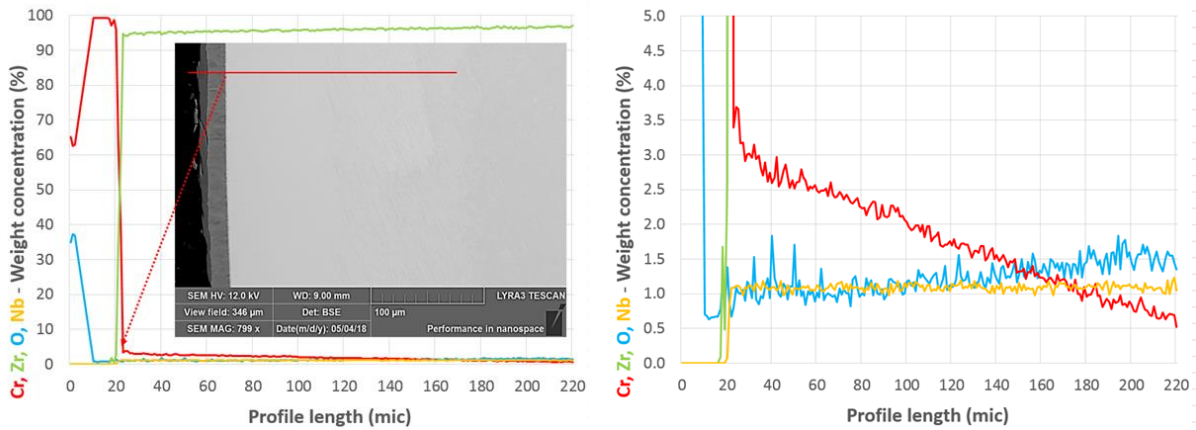 Cr, Zr, O, Nb - Weight concentration (%)
100
90
80
70
60
50
40
30
20
10
0
0 20 40 60 80 100 120 140 160 180 200 220
Profile length (mic)
SEM HV: 12.0 kV WD: 9.00 mm LYRA3 TESCAN
View field: 346 µm Det: BSE 100 µm
SEM MAG: 799 x Date(m/d/y): 05/04/18 Performance in nanospace
Cr, Zr, O, Nb - Weight concentration (%)
5.0
4.5
4.0
3.5
3.0
2.5
2.0
1.5
1.0
0.5
0.0
0 20 40 60 80 100 120 140 160 180 200 220
Profile length (mic)